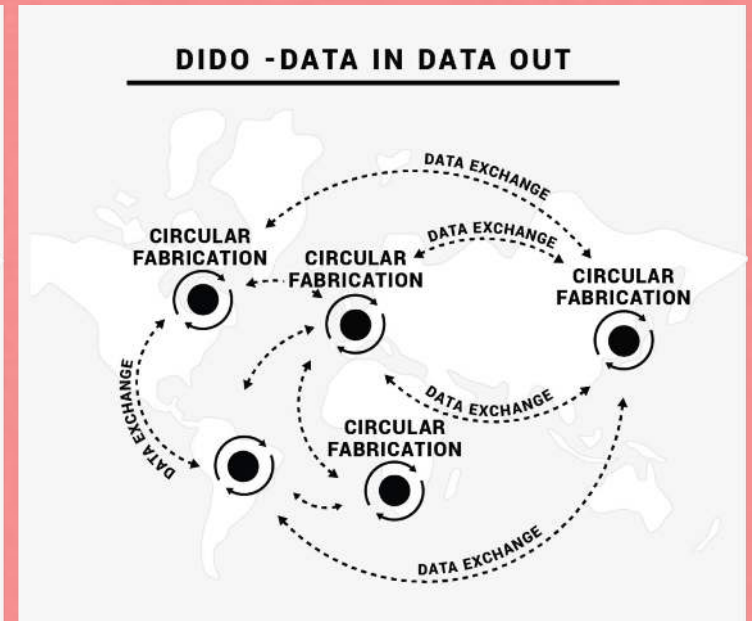 DIDO -DATA IN DATA OUT
DATA EXCHANGE
DATA EXCHANGE
CIRCULAR
FABRICATION
CIRCULAR
FABRICATION
CIRCULAR
FABRICATION
DATA EXCHANGE
DATA EXCHANGE
CIRCULAR
FABRICATION
DATA EXCHANGE